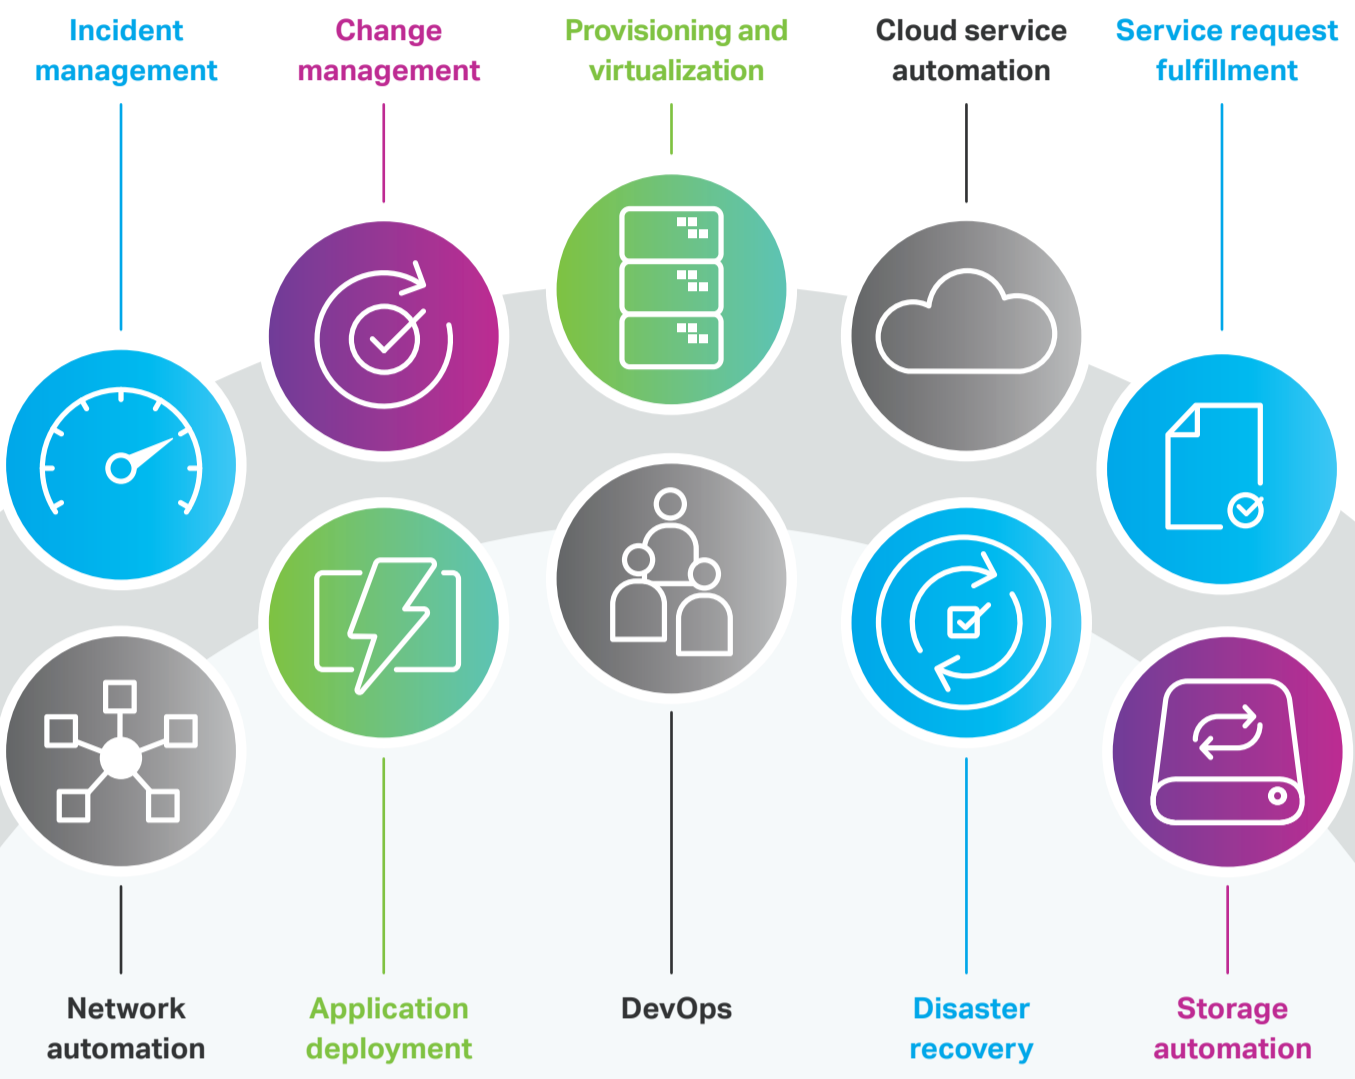 Incident
management
Change
management
Provisioning and
virtualization
Cloud service
automation
Service request
fulfillment
Network
automation
Application
deployment
DevOps
Disaster
recovery
Storage
automation